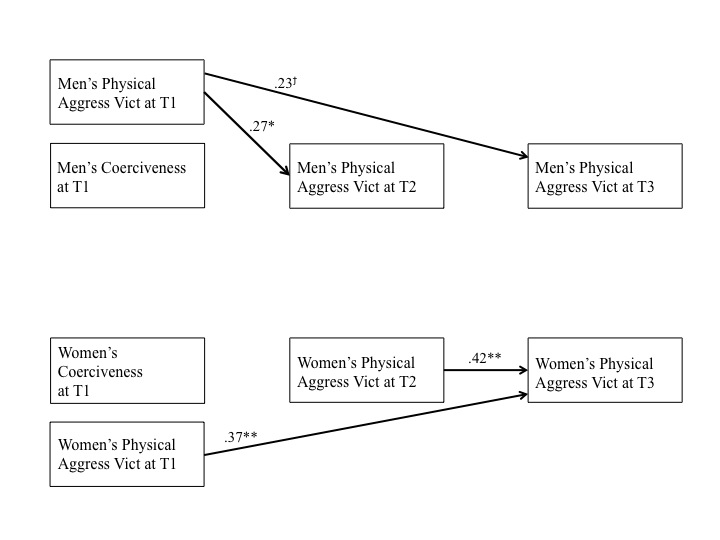 Men’s Physical
Aggress Vict at T1
.23†
.27*
Men’s Coerciveness
at T1
Men’s Physical
Aggress Vict at T2
Men’s Physical
Aggress Vict at T3
Women’s
Coerciveness
at T1
Women’s Physical
Aggress Vict at T2
.42**
Women’s Physical
Aggress Vict at T3
.37**
Women’s Physical
Aggress Vict at T1